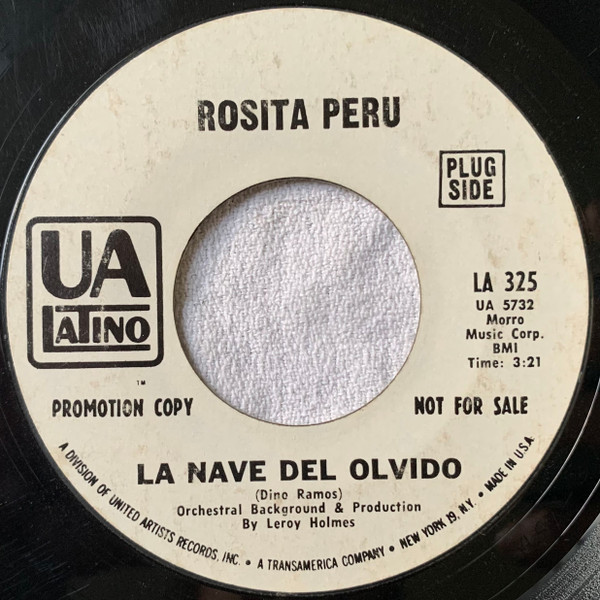 ROSITA PERU
PLUG
SIDE
UA
LATINO
TM
LA 325
UA 5732
Morro
Music Corp.
BMI
Time: 3:21
PROMOTION COPY
NOT FOR SALE
LA NAVE DEL OLVIDO
(Dino Ramos)
Orchestral Background & Production
By Leroy Holmes
A DIVISION OF UNITED ARTISTS RECORDS, INC. • A TRANSAMERICA COMPANY • NEW YORK 19, N.Y. • MADE IN U.S.A.